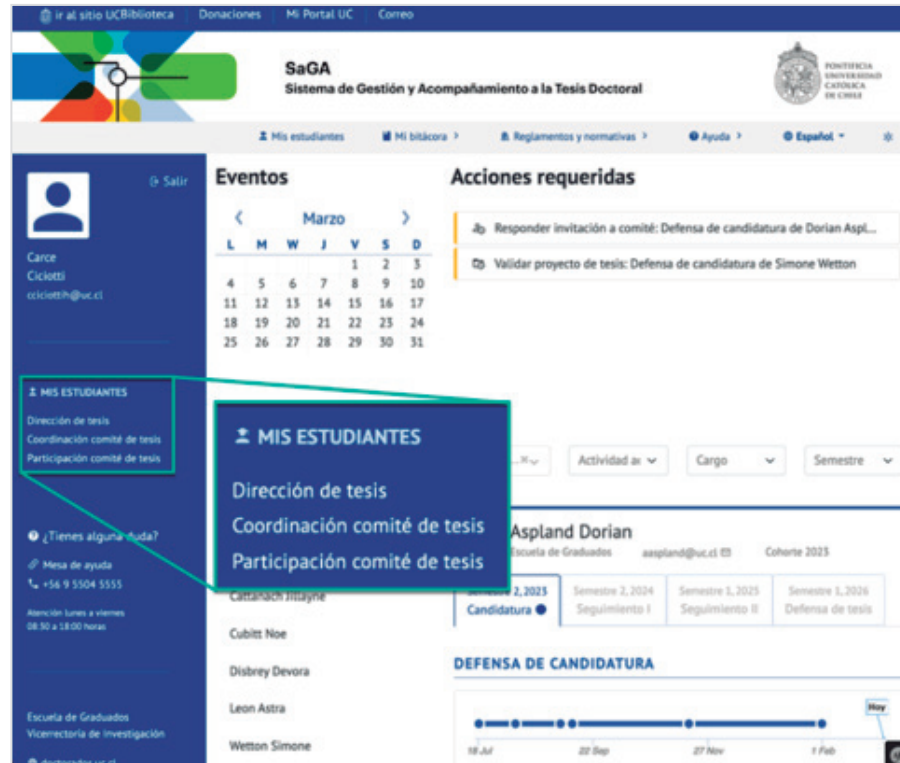 ir al sitio UC Biblioteca Donaciones Mi Portal UC Correo
SaGA
Sistema de Gestión y Acompañamiento a la Tesis Doctoral
PONTIFICIA
UNIVERSIDAD
CATÓLICA
DE CHILE
Mis estudiantes Mi bitácora Reglamentos y normativas Ayuda Español
Salir
Carce
Ciciotti
cciciottih@uc.cl
MIS ESTUDIANTES
Dirección de tesis
Coordinación comité de tesis
Participación comité de tesis
¿Tienes alguna duda?
Mesa de ayuda
+56 9 5504 5555
Atención lunes a viernes
08:30 a 18:00 horas
Escuela de Graduados
Vicerrectoría de Investigación
doctorados.uc.cl
Eventos
Marzo
L M W J V S D
1 2 3
4 5 6 7 8 9 10
11 12 13 14 15 16 17
18 19 20 21 22 23 24
25 26 27 28 29 30 31
Acciones requeridas
Responder invitación a comité: Defensa de candidatura de Dorian Aspl...
Validar proyecto de tesis: Defensa de candidatura de Simone Wetton
MIS ESTUDIANTES
Dirección de tesis
Coordinación comité de tesis
Participación comité de tesis
Actividad ac Cargo Semestre
Cattanach Jillayne
Cubitt Noe
Disbrey Devora
Leon Astra
Wetton Simone
Aspland Dorian
Escuela de Graduados aaspland@uc.cl Cohorte 2023
Semestre 2, 2023 Semestre 2, 2024 Semestre 1, 2025 Semestre 1, 2026
Candidatura Seguimiento I Seguimiento II Defensa de tesis
DEFENSA DE CANDIDATURA
Hoy
18 Jul 22 Sep 27 Nov 1 Feb